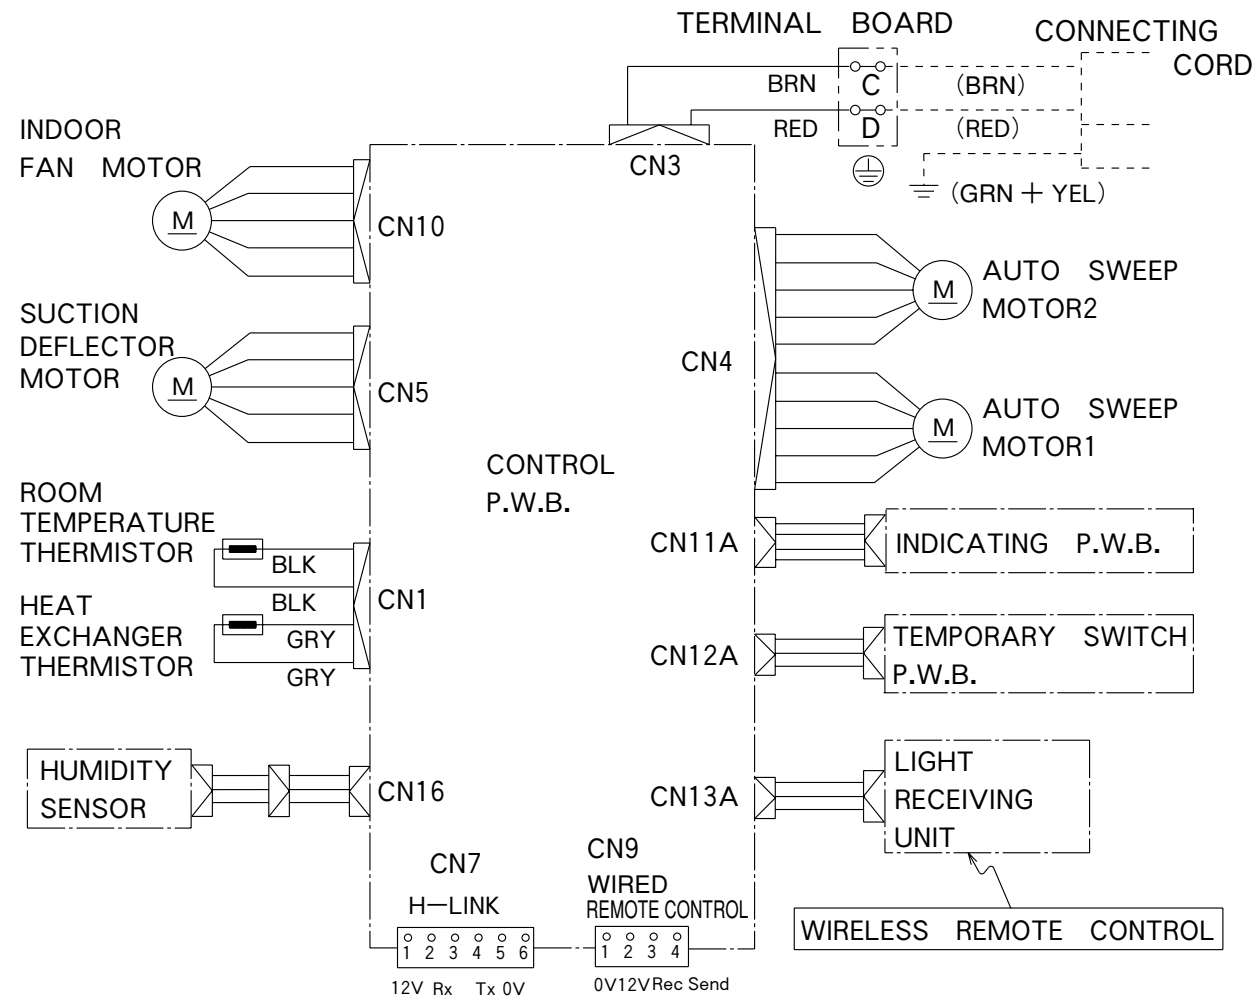 TERMINAL BOARD
CONNECTING
CORD
BRN
C
(BRN)
RED
D
(RED)
(GRN + YEL)
CN3
INDOOR
FAN MOTOR
M
CN10
SUCTION
DEFLECTOR
MOTOR
M
CN5
M
AUTO SWEEP
MOTOR2
CN4
M
AUTO SWEEP
MOTOR1
CONTROL
P.W.B.
ROOM
TEMPERATURE
THERMISTOR
BLK
BLK
CN1
HEAT
EXCHANGER
THERMISTOR
GRY
GRY
CN11A
INDICATING P.W.B.
CN12A
TEMPORARY SWITCH
P.W.B.
HUMIDITY
SENSOR
CN16
CN13A
LIGHT
RECEIVING
UNIT
WIRELESS REMOTE CONTROL
CN7
H-LINK
1 2 3 4 5 6
12V Rx Tx 0V
CN9
WIRED
REMOTE CONTROL
1 2 3 4
0V12VRec Send